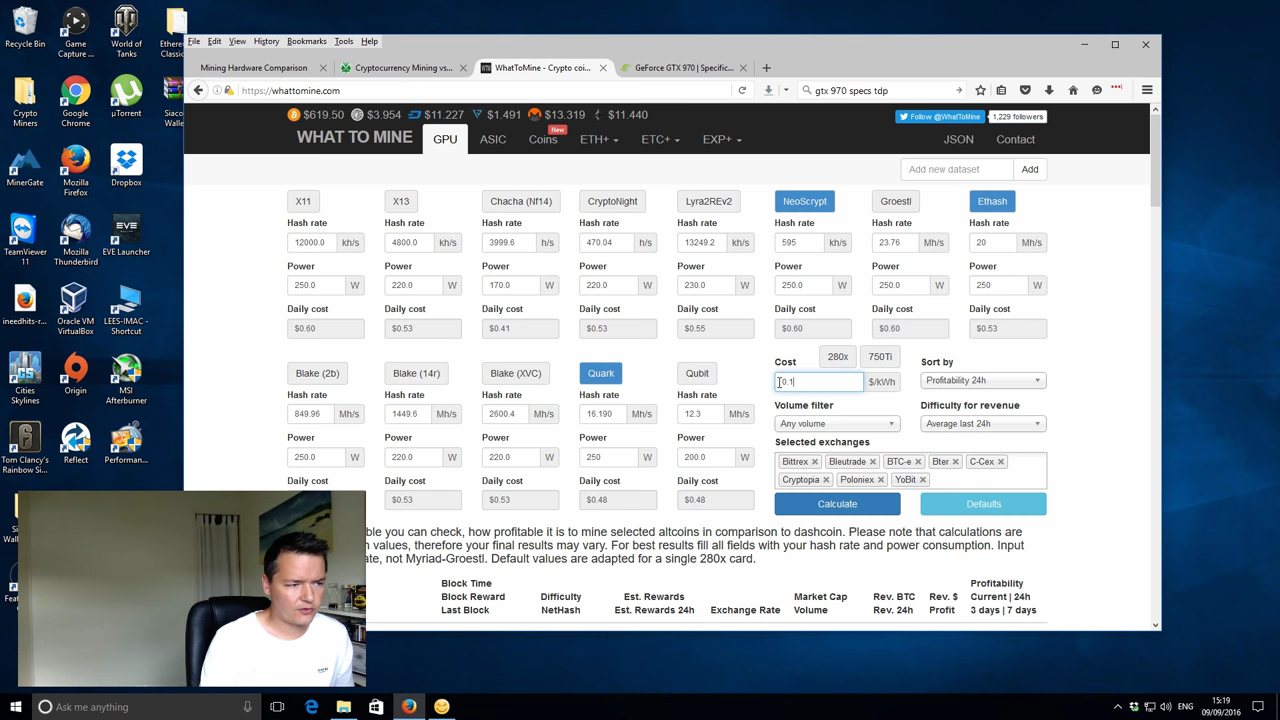 File Edit View History Bookmarks Tools Help
Mining Hardware Comparison
Cryptocurrency Mining vs...
WhatToMine - Crypto coi...
GeForce GTX 970 | Specific...
https://whattomine.com
gtx 970 specs tdp
$619.50 $3.954 $11.227 $1.491 $13.319 $11.440
Follow @WhatToMine 1,229 followers
WHAT TO MINE GPU ASIC Coins New ETH+ ETC+ EXP+ JSON Contact
Add new dataset Add
X11 X13 Chacha (Nf14) CryptoNight Lyra2REv2 NeoScrypt Groestl Ethash
Hash rate Hash rate Hash rate Hash rate Hash rate Hash rate Hash rate Hash rate
12000.0 kh/s 4800.0 kh/s 3999.6 h/s 470.04 h/s 13249.2 kh/s 595 kh/s 23.76 Mh/s 20 Mh/s
Power Power Power Power Power Power Power Power
250.0 W 220.0 W 170.0 W 220.0 W 230.0 W 250.0 W 250.0 W 250 W
Daily cost Daily cost Daily cost Daily cost Daily cost Daily cost Daily cost Daily cost
$0.60 $0.53 $0.41 $0.53 $0.55 $0.60 $0.60 $0.53
Blake (2b) Blake (14r) Blake (XVC) Quark Qubit
Hash rate Hash rate Hash rate Hash rate Hash rate
849.96 Mh/s 1449.6 Mh/s 2600.4 Mh/s 16.190 Mh/s 12.3 Mh/s
Power Power Power Power Power
250.0 W 220.0 W 220.0 W 250 W 200.0 W
Daily cost Daily cost Daily cost Daily cost
$0.53 $0.53 $0.48 $0.48
Cost 280x 750Ti Sort by
0.1 $/kWh Profitability 24h
Volume filter Difficulty for revenue
Any volume Average last 24h
Selected exchanges
Bittrex Bleutrade BTC-e Bter C-Cex
Cryptopia Poloniex YoBit
Calculate Defaults
ble you can check, how profitable it is to mine selected altcoins in comparison to dashcoin. Please note that calculations are
values, therefore your final results may vary. For best results fill all fields with your hash rate and power consumption. Input
ate, not Myriad-Groestl. Default values are adapted for a single 280x card.
Block Time Profitability
Block Reward Difficulty Est. Rewards Market Cap Rev. BTC Rev. $ Current | 24h
Last Block NetHash Est. Rewards 24h Exchange Rate Volume Rev. 24h Profit 3 days | 7 days
Recycle Bin
Game Capture ...
World of Tanks
Ethere Classic
Crypto Miners
Google Chrome
µTorrent
Siaco Walle
MinerGate
Mozilla Firefox
Dropbox
TeamViewer 11
Mozilla Thunderbird
EVE Launcher
needhits-r...
Oracle VM VirtualBox
LEES-IMAC - Shortcut
Cities Skylines
Origin
MSI Afterburner
Tom Clancy's Rainbow Si...
Reflect
Performan...
Ask me anything
ENG
15:19
09/09/2016